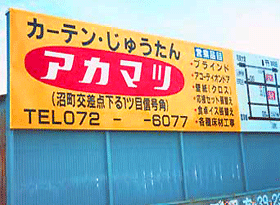 カーテン・じゅうたん
アカマツ
(沼町交差点下る1ツ目信号角)
TEL072 - -6077
営業品目
・ブラインド
・アコーディオンドア
・壁紙(クロス)
・応接セット張替え
・食卓イス張替え
・各種床材工事